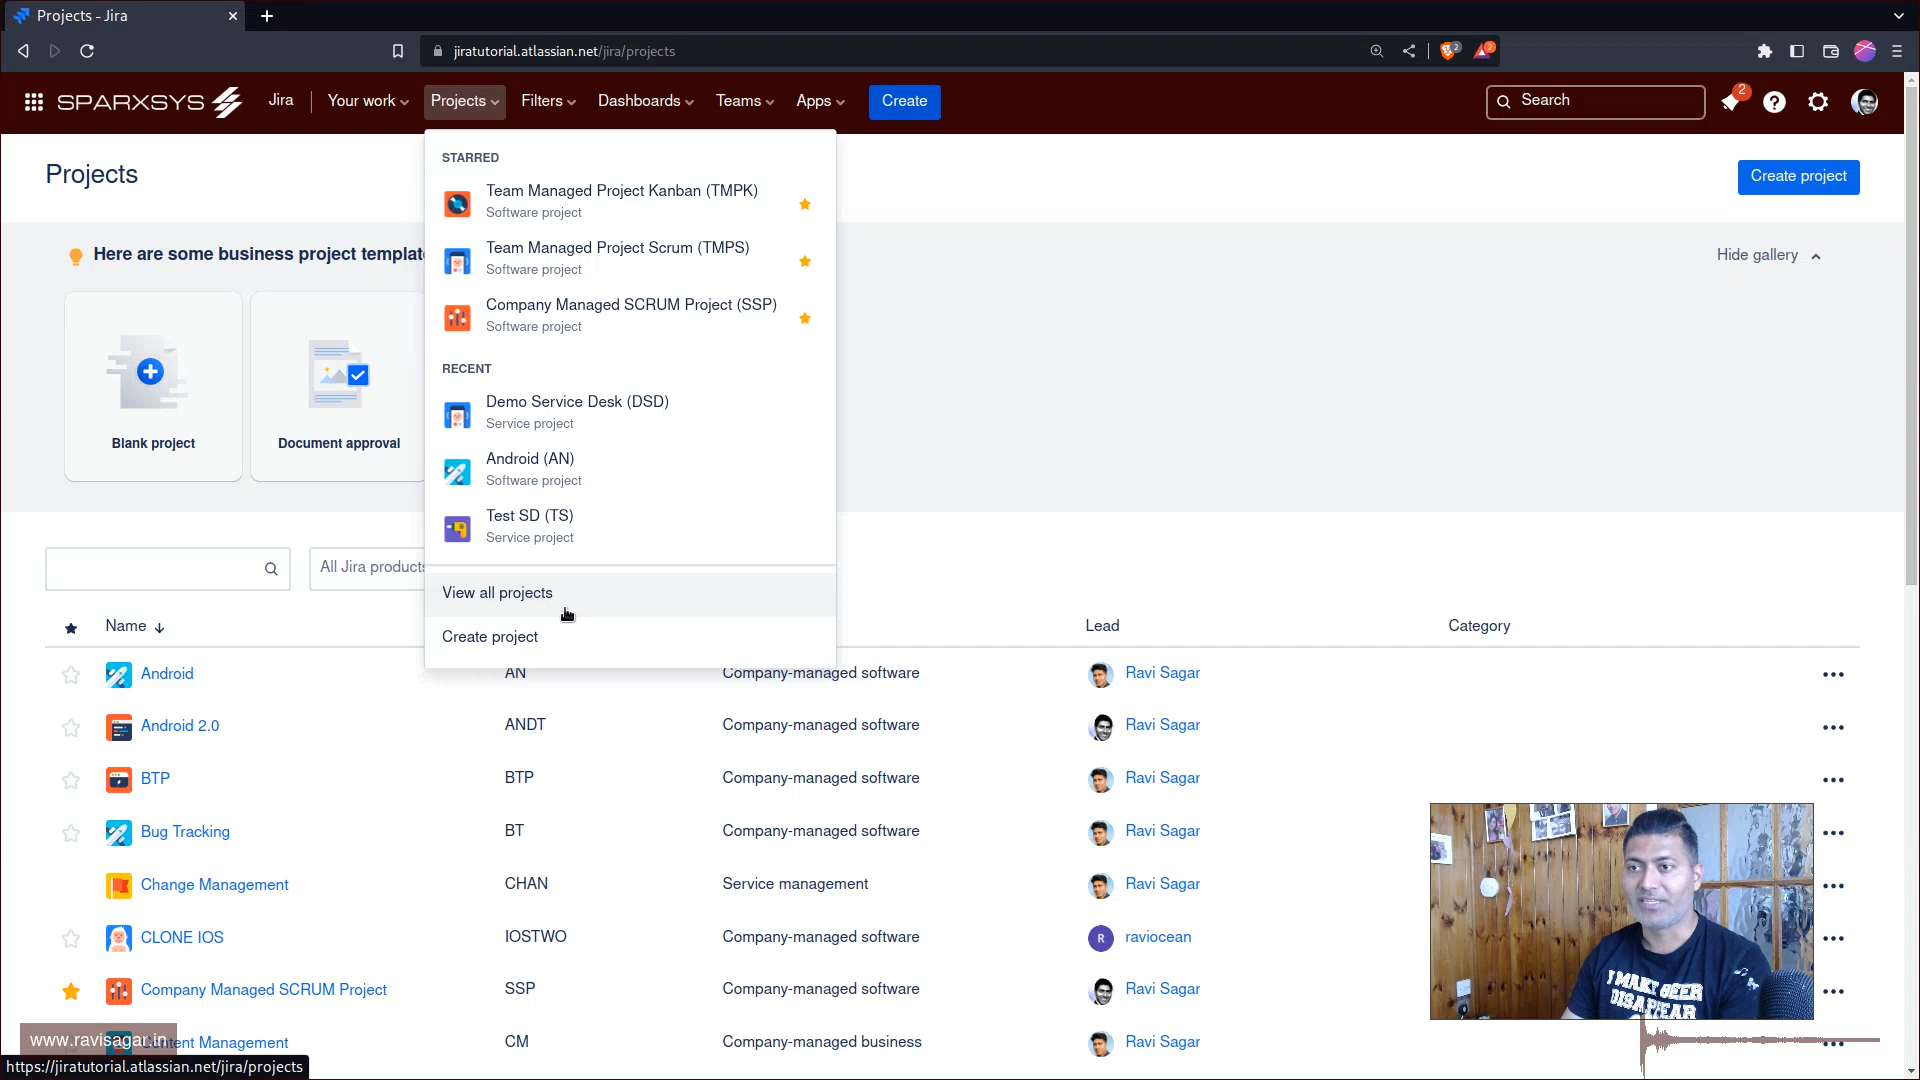 Projects - Jira
jiratutorial.atlassian.net/jira/projects
2
2
SPARXSYS
Jira
Your work
Projects
Filters
Dashboards
Teams
Apps
Create
Search
2
Projects
Create project
STARRED
Team Managed Project Kanban (TMPK)
Software project
Team Managed Project Scrum (TMPS)
Software project
Company Managed SCRUM Project (SSP)
Software project
RECENT
Demo Service Desk (DSD)
Service project
Android (AN)
Software project
Test SD (TS)
Service project
View all projects
Create project
Here are some business project templat
Hide gallery
Blank project
Document approval
All Jira products
Name
Lead
Category
Android
AN
Company-managed software
Ravi Sagar
Android 2.0
ANDT
Company-managed software
Ravi Sagar
BTP
BTP
Company-managed software
Ravi Sagar
Bug Tracking
BT
Company-managed software
Ravi Sagar
Change Management
CHAN
Service management
Ravi Sagar
CLONE IOS
IOSTWO
Company-managed software
R
raviocean
Company Managed SCRUM Project
SSP
Company-managed software
Ravi Sagar
Management
CM
Company-managed business
Ravi Sagar
I MAKE BEER
DISAPPEAR
www.ravisagar.in
https://jiratutorial.atlassian.net/jira/projects